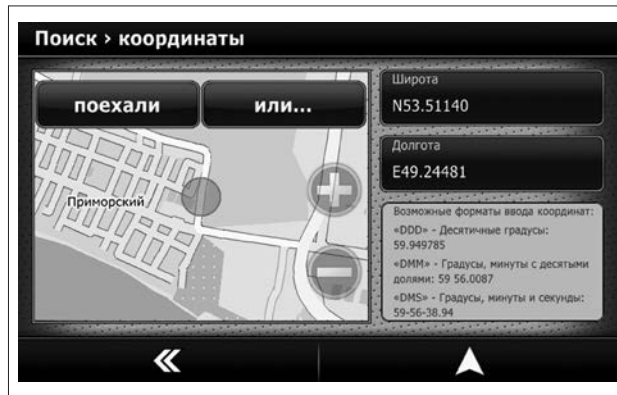 Поиск › координаты
поехали
или...
Приморский
Широта
N53.51140
Долгота
E49.24481
Возможные форматы ввода координат:
«DDD» - Десятичные градусы:
59.949785
«DMM» - Градусы, минуты с десятыми
долями: 59 56.0087
«DMS» - Градусы, минуты и секунды:
59-56-38.94